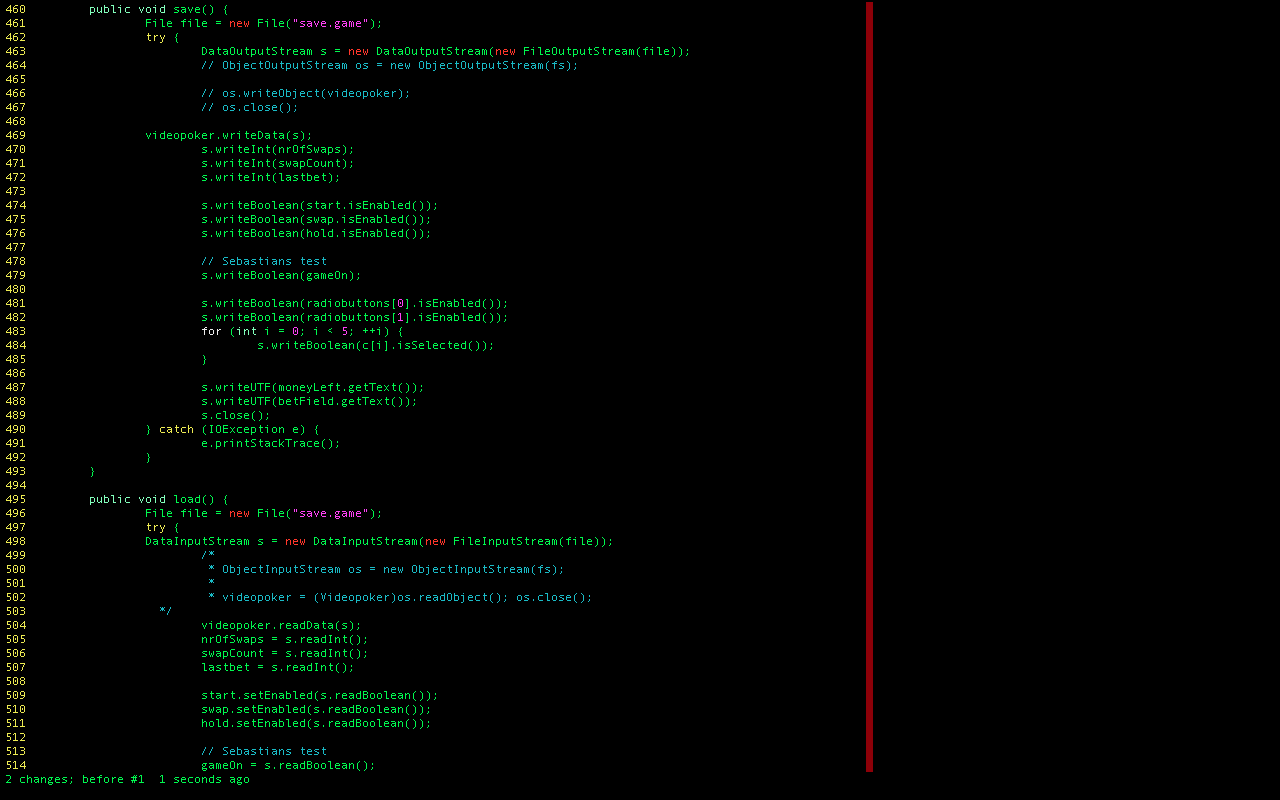 460         public void save() {
461                 File file = new File("save.game");
462                 try {
463                         DataOutputStream s = new DataOutputStream(new FileOutputStream(file));
464                         // ObjectOutputStream os = new ObjectOutputStream(fs);
465
466                         // os.writeObject(videopoker);
467                         // os.close();
468
469                 videopoker.writeData(s);
470                         s.writeInt(nrOfSwaps);
471                         s.writeInt(swapCount);
472                         s.writeInt(lastbet);
473
474                         s.writeBoolean(start.isEnabled());
475                         s.writeBoolean(swap.isEnabled());
476                         s.writeBoolean(hold.isEnabled());
477
478                         // Sebastians test
479                         s.writeBoolean(gameOn);
480
481                         s.writeBoolean(radiobuttons[0].isEnabled());
482                         s.writeBoolean(radiobuttons[1].isEnabled());
483                         for (int i = 0; i < 5; ++i) {
484                                 s.writeBoolean(c[i].isSelected());
485                         }
486
487                         s.writeUTF(moneyLeft.getText());
488                         s.writeUTF(betField.getText());
489                         s.close();
490                 } catch (IOException e) {
491                         e.printStackTrace();
492                 }
493         }
494
495         public void load() {
496                 File file = new File("save.game");
497                 try {
498                 DataInputStream s = new DataInputStream(new FileInputStream(file));
499                         /*
500                          * ObjectInputStream os = new ObjectInputStream(fs);
501                          *
502                          * videopoker = (Videopoker)os.readObject(); os.close();
503                   */
504                         videopoker.readData(s);
505                         nrOfSwaps = s.readInt();
506                         swapCount = s.readInt();
507                         lastbet = s.readInt();
508
509                         start.setEnabled(s.readBoolean());
510                         swap.setEnabled(s.readBoolean());
511                         hold.setEnabled(s.readBoolean());
512
513                         // Sebastians test
514                         gameOn = s.readBoolean();
2 changes; before #1  1 seconds ago